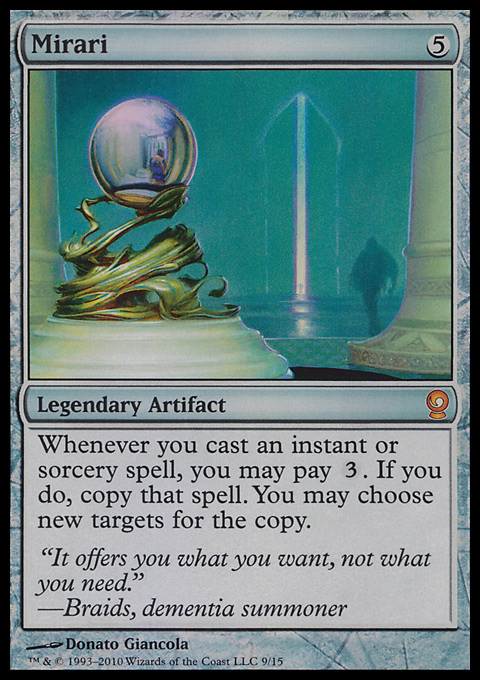 Mirari 5
Legendary Artifact
Whenever you cast an instant or
sorcery spell, you may pay 3. If you
do, copy that spell. You may choose
new targets for the copy.
“It offers you what you want, not what
you need.”
—Braids, dementia summoner
Donato Giancola
™ & © 1993–2010 Wizards of the Coast LLC 9/15